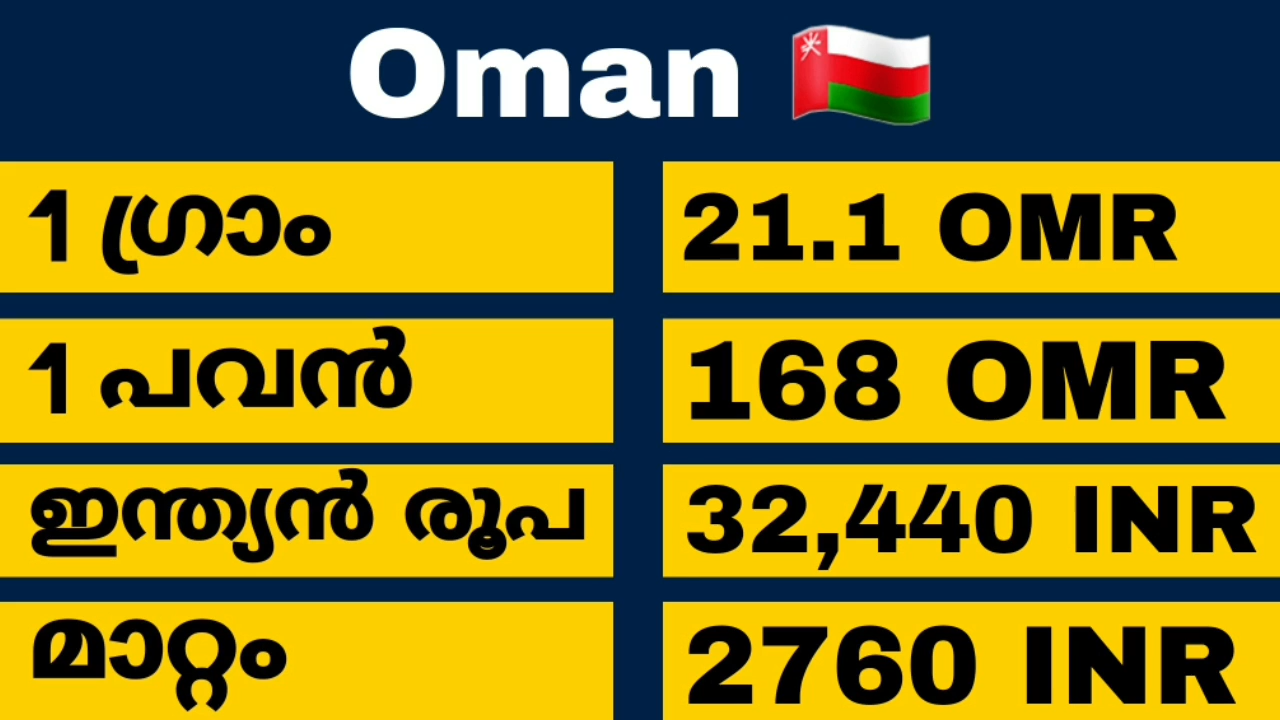 Oman 🇴🇲
1 ഗ്രാം 21.1 OMR
1 പവൻ 168 OMR
ഇന്ത്യൻ രൂപ 32,440 INR
മാറ്റം 2760 INR